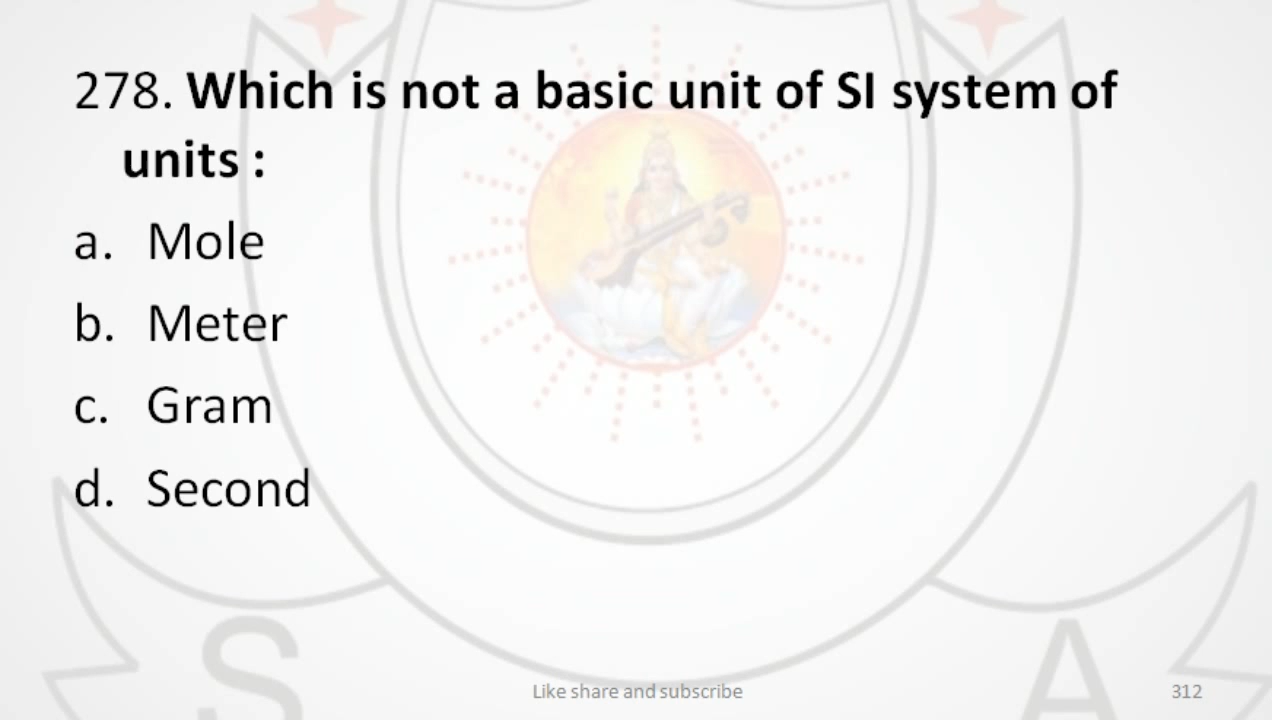 278. Which is not a basic unit of SI system of
units :
a. Mole
b. Meter
c. Gram
d. Second
S A
Like share and subscribe 312